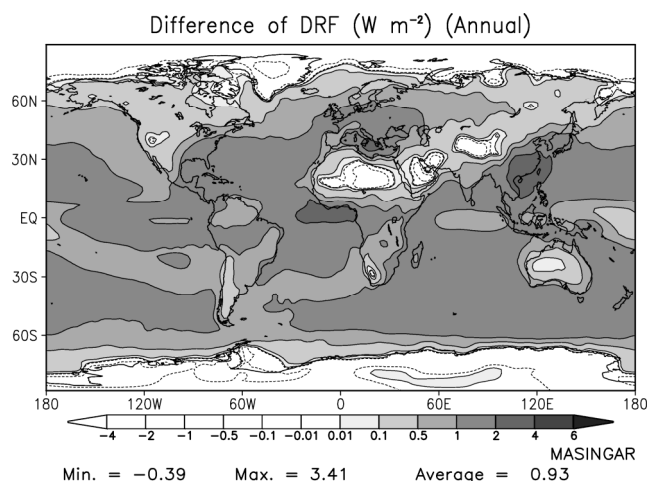 Difference of DRF (W m⁻²) (Annual)
60N
30N
EQ
30S
60S
180 120W 60W 0 60E 120E 180
-4 -2 -1 -0.5 -0.1 -0.01 0.01 0.1 0.5 1 2 4 6
MASINGAR
Min. = -0.39 Max. = 3.41 Average = 0.93